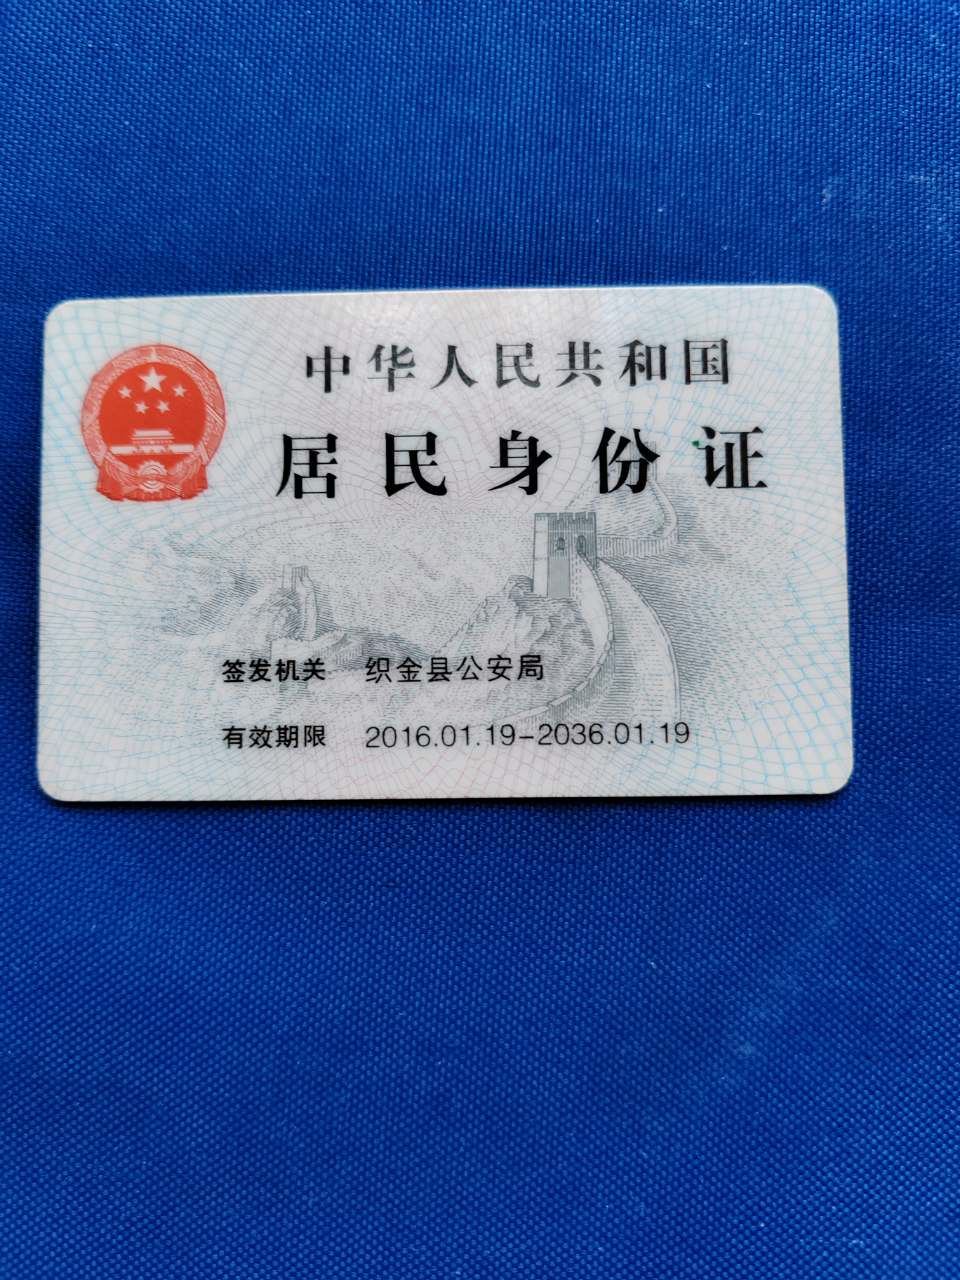 中华人民共和国
居民身份证
签发机关 织金县公安局
有效期限 2016.01.19-2036.01.19